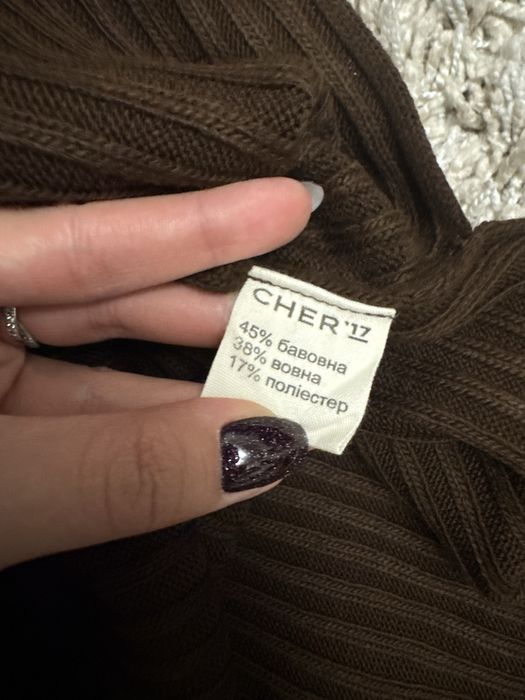 CHER '17
45% бавовна
38% вовна
17% поліестер